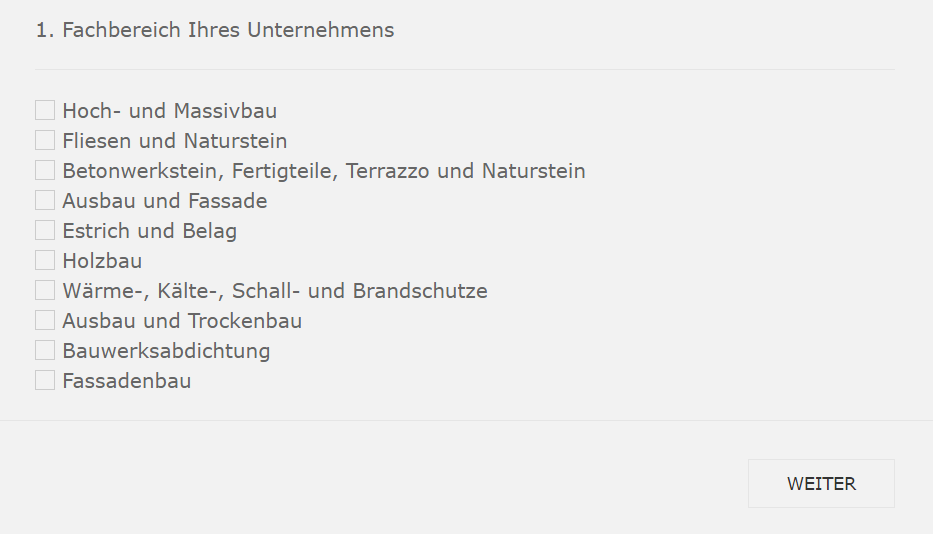 1. Fachbereich Ihres Unternehmens
Hoch- und Massivbau
Fliesen und Naturstein
Betonwerkstein, Fertigteile, Terrazzo und Naturstein
Ausbau und Fassade
Estrich und Belag
Holzbau
Wärme-, Kälte-, Schall- und Brandschutze
Ausbau und Trockenbau
Bauwerksabdichtung
Fassadenbau
WEITER